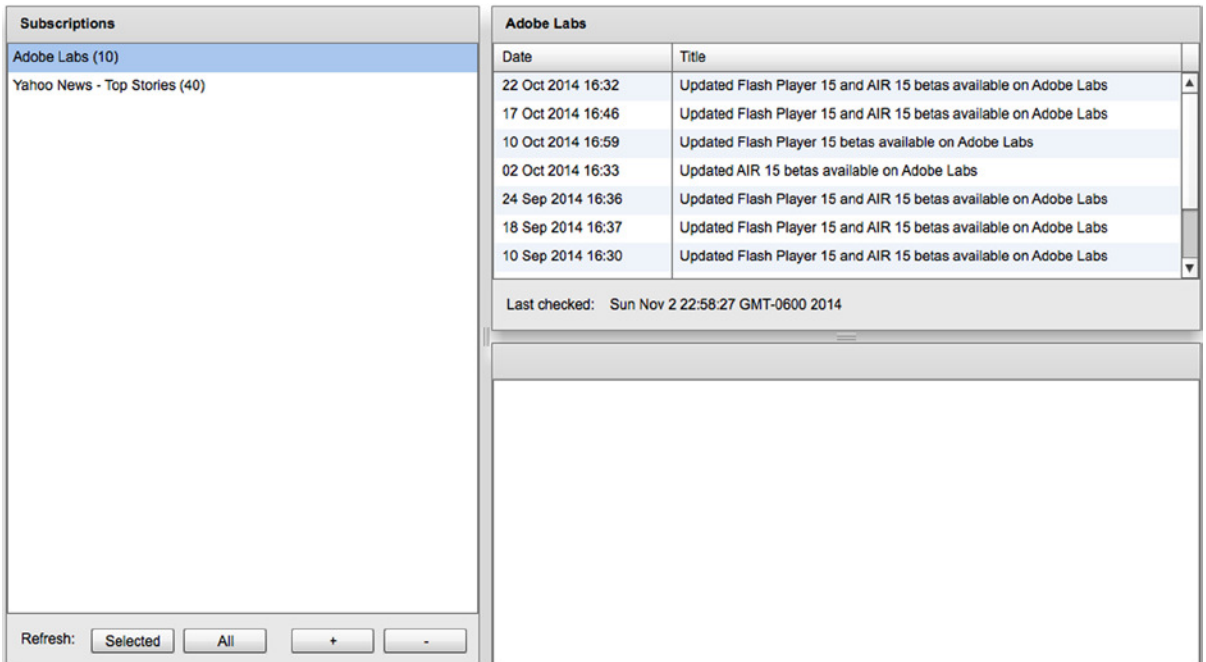 Subscriptions
Adobe Labs (10)
Yahoo News - Top Stories (40)
Refresh: Selected All + -
Adobe Labs
Date Title
22 Oct 2014 16:32 Updated Flash Player 15 and AIR 15 betas available on Adobe Labs
17 Oct 2014 16:46 Updated Flash Player 15 and AIR 15 betas available on Adobe Labs
10 Oct 2014 16:59 Updated Flash Player 15 betas available on Adobe Labs
02 Oct 2014 16:33 Updated AIR 15 betas available on Adobe Labs
24 Sep 2014 16:36 Updated Flash Player 15 and AIR 15 betas available on Adobe Labs
18 Sep 2014 16:37 Updated Flash Player 15 and AIR 15 betas available on Adobe Labs
10 Sep 2014 16:30 Updated Flash Player 15 and AIR 15 betas available on Adobe Labs
Last checked: Sun Nov 2 22:58:27 GMT-0600 2014